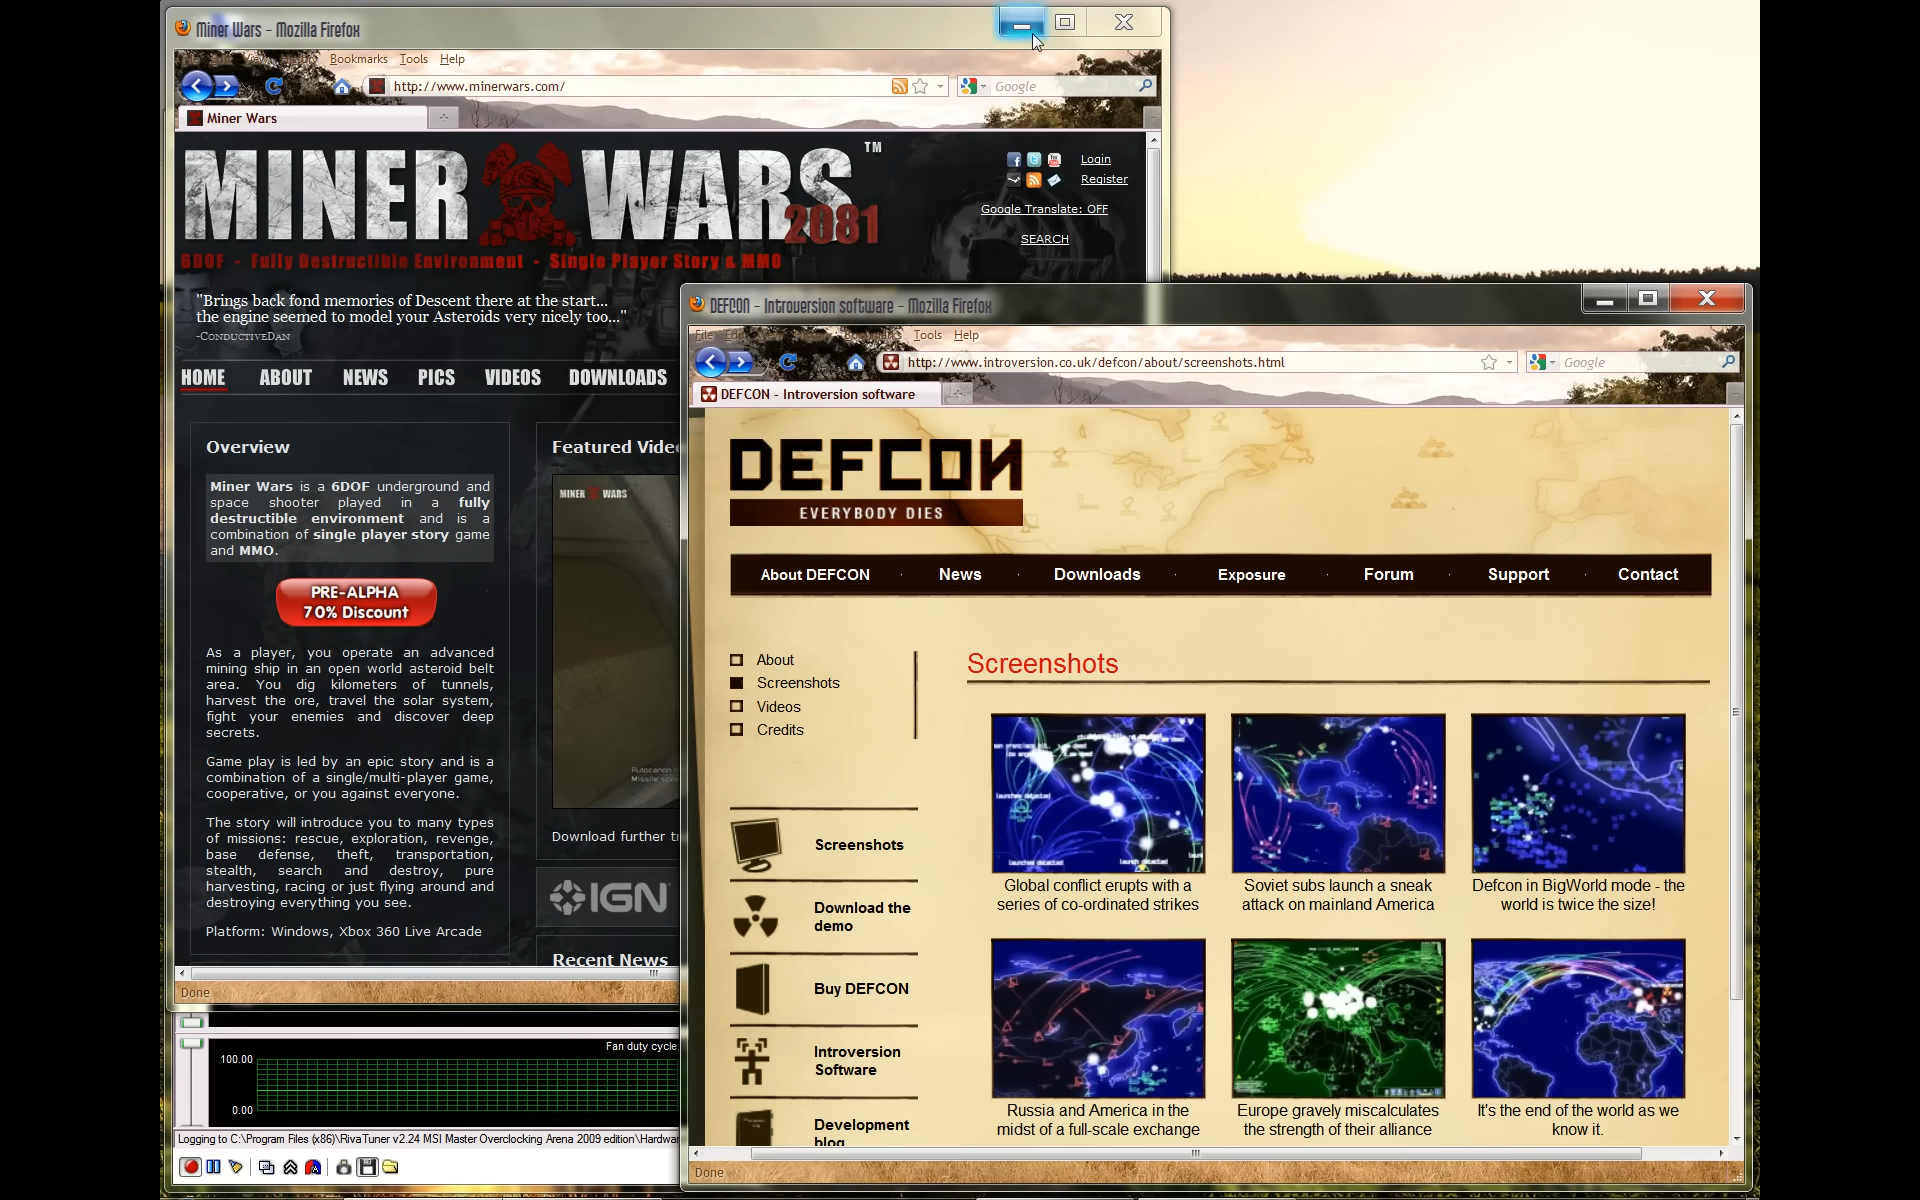 Miner Wars - Mozilla Firefox
Bookmarks Tools Help
http://www.minerwars.com/
Google
Miner Wars
MINER WARS TM
2081
6DOF - Fully Destructible Environment - Single Player Story & MMO
Login
Register
Google Translate: OFF
SEARCH
"Brings back fond memories of Descent there at the start...
the engine seemed to model your Asteroids very nicely too..."
-ConductiveDan
HOME ABOUT NEWS PICS VIDEOS DOWNLOADS
Overview
Miner Wars is a 6DOF underground and
space shooter played in a fully
destructible environment and is a
combination of single player story game
and MMO.
PRE-ALPHA
70% Discount
As a player, you operate an advanced
mining ship in an open world asteroid belt
area. You dig kilometers of tunnels,
harvest the ore, travel the solar system,
fight your enemies and discover deep
secrets.
Game play is led by an epic story and is a
combination of a single/multi-player game,
cooperative, or you against everyone.
The story will introduce you to many types
of missions: rescue, exploration, revenge,
base defense, theft, transportation,
stealth, search and destroy, pure
harvesting, racing or just flying around and
destroying everything you see.
Platform: Windows, Xbox 360 Live Arcade
Featured Vide
MINER WARS
Autocanon
Missile
Download further
IGN
Recent News
Done
Fan duty cycle,
100.00
0.00
Logging to C:\Program Files (x86)\RivaTuner v2.24 MSI Master Overclocking Arena 2009 edition\Hardwa
DEFCON - Introversion software - Mozilla Firefox
File Tools Help
http://www.introversion.co.uk/defcon/about/screenshots.html
Google
DEFCON - Introversion software
DEFCON
EVERYBODY DIES
About DEFCON News Downloads Exposure Forum Support Contact
About
Screenshots
Videos
Credits
Screenshots
Download the
demo
Buy DEFCON
Introversion
Software
Development
blog
Screenshots
launches detected
launches detected
launch detected
Global conflict erupts with a
series of co-ordinated strikes
Soviet subs launch a sneak
attack on mainland America
Defcon in BigWorld mode - the
world is twice the size!
Russia and America in the
midst of a full-scale exchange
Europe gravely miscalculates
the strength of their alliance
It's the end of the world as we
know it.
Done